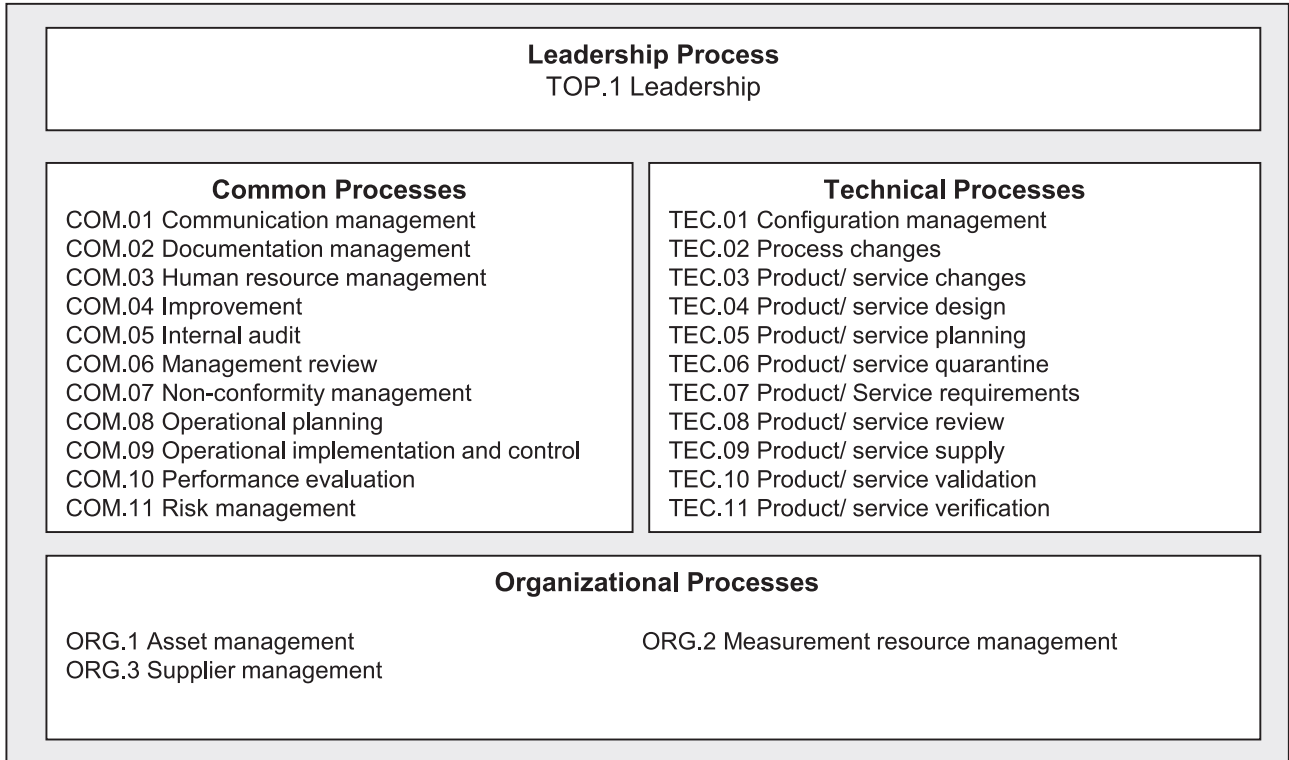 Leadership Process
TOP.1 Leadership
Common Processes
COM.01 Communication management
COM.02 Documentation management
COM.03 Human resource management
COM.04 Improvement
COM.05 Internal audit
COM.06 Management review
COM.07 Non-conformity management
COM.08 Operational planning
COM.09 Operational implementation and control
COM.10 Performance evaluation
COM.11 Risk management
Technical Processes
TEC.01 Configuration management
TEC.02 Process changes
TEC.03 Product/ service changes
TEC.04 Product/ service design
TEC.05 Product/ service planning
TEC.06 Product/ service quarantine
TEC.07 Product/ Service requirements
TEC.08 Product/ service review
TEC.09 Product/ service supply
TEC.10 Product/ service validation
TEC.11 Product/ service verification
Organizational Processes
ORG.1 Asset management
ORG.2 Measurement resource management
ORG.3 Supplier management